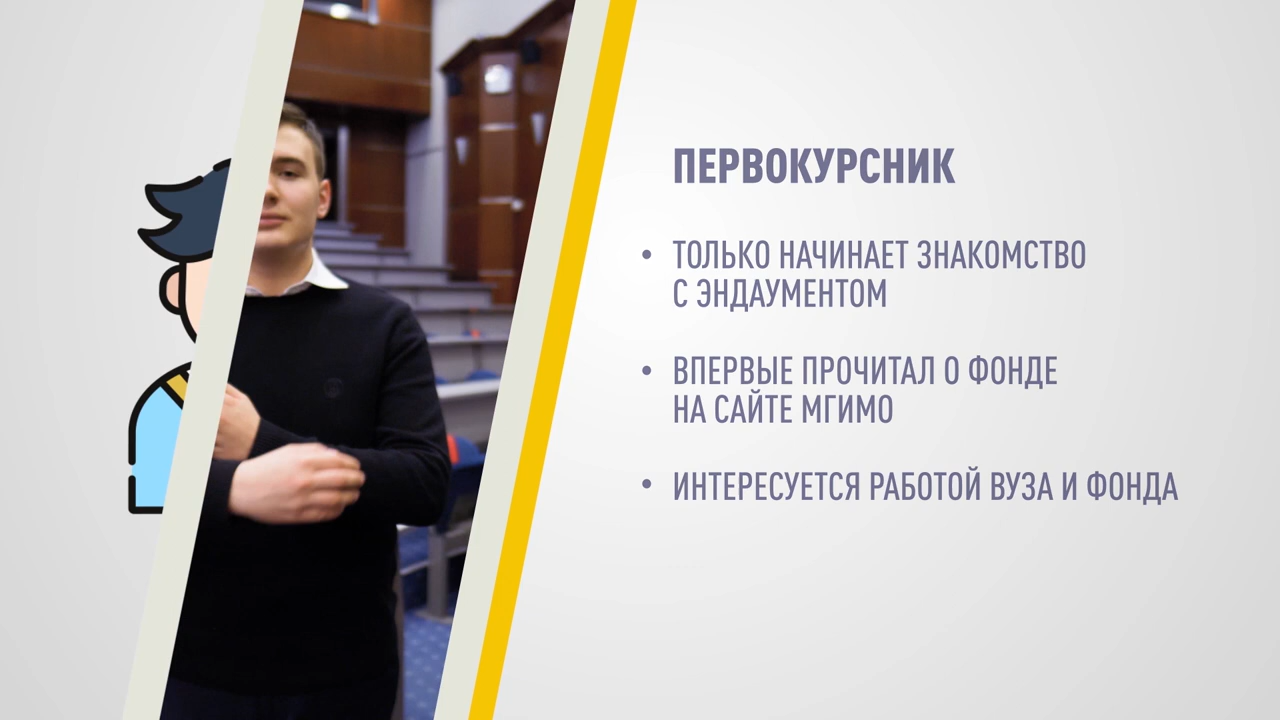 ПЕРВОКУРСНИК
• ТОЛЬКО НАЧИНАЕТ ЗНАКОМСТВО
С ЭНДАУМЕНТОМ
• ВПЕРВЫЕ ПРОЧИТАЛ О ФОНДЕ
НА САЙТЕ МГИМО
• ИНТЕРЕСУЕТСЯ РАБОТОЙ ВУЗА И ФОНДА